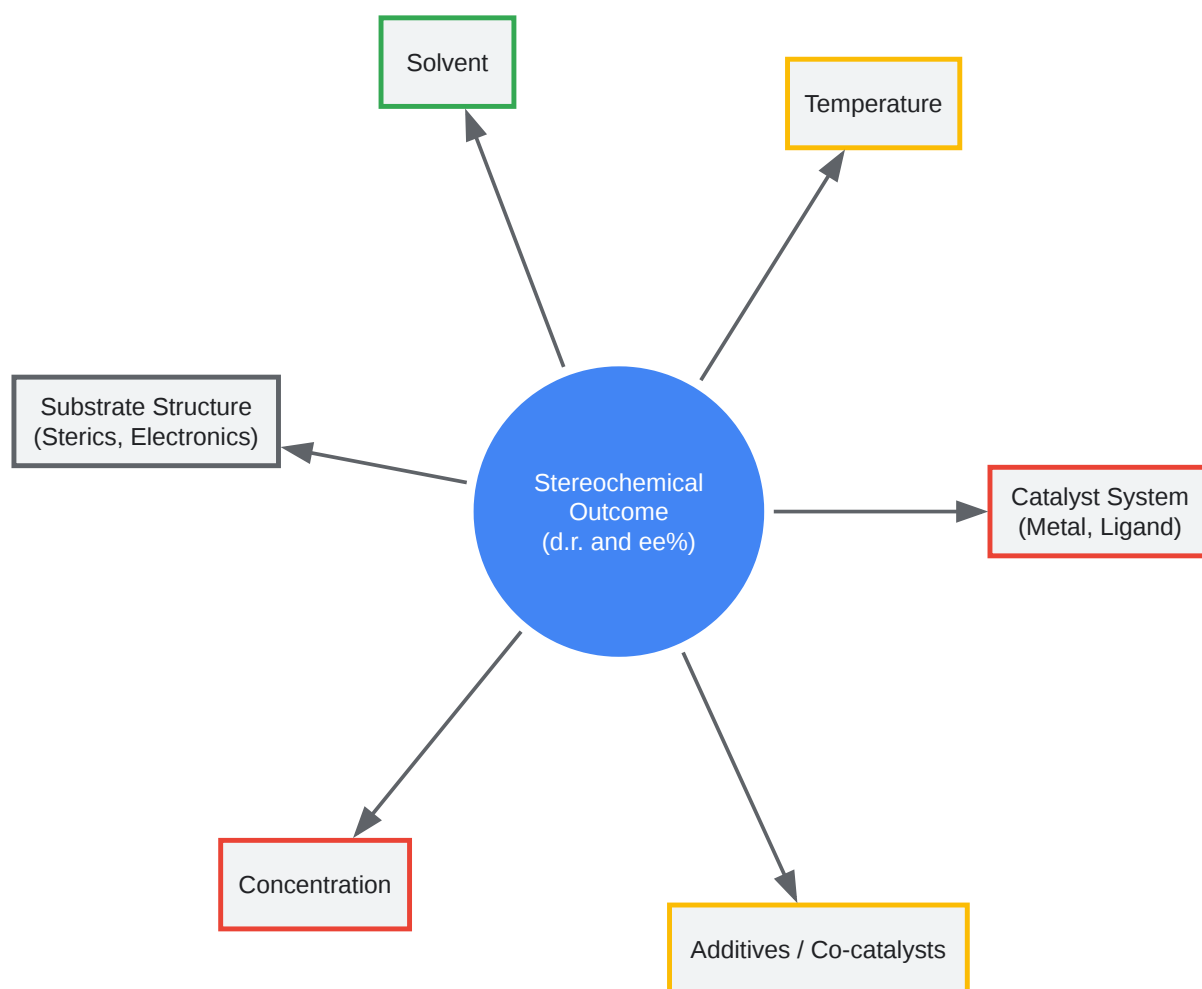 Solvent
Temperature
Substrate Structure
(Sterics, Electronics)
Stereochemical
Outcome
(d.r. and ee%)
Catalyst System
(Metal, Ligand)
Concentration
Additives / Co-catalysts